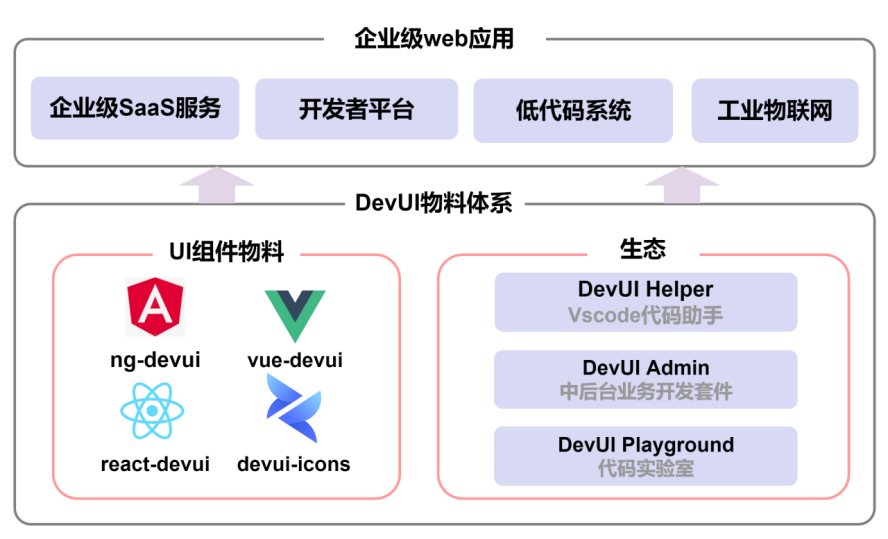 企业级web应用
企业级SaaS服务
开发者平台
低代码系统
工业物联网
DevUI物料体系
UI组件物料
ng-devui
vue-devui
react-devui
devui-icons
生态
DevUI Helper
Vscode代码助手
DevUI Admin
中后台业务开发套件
DevUI Playground
代码实验室